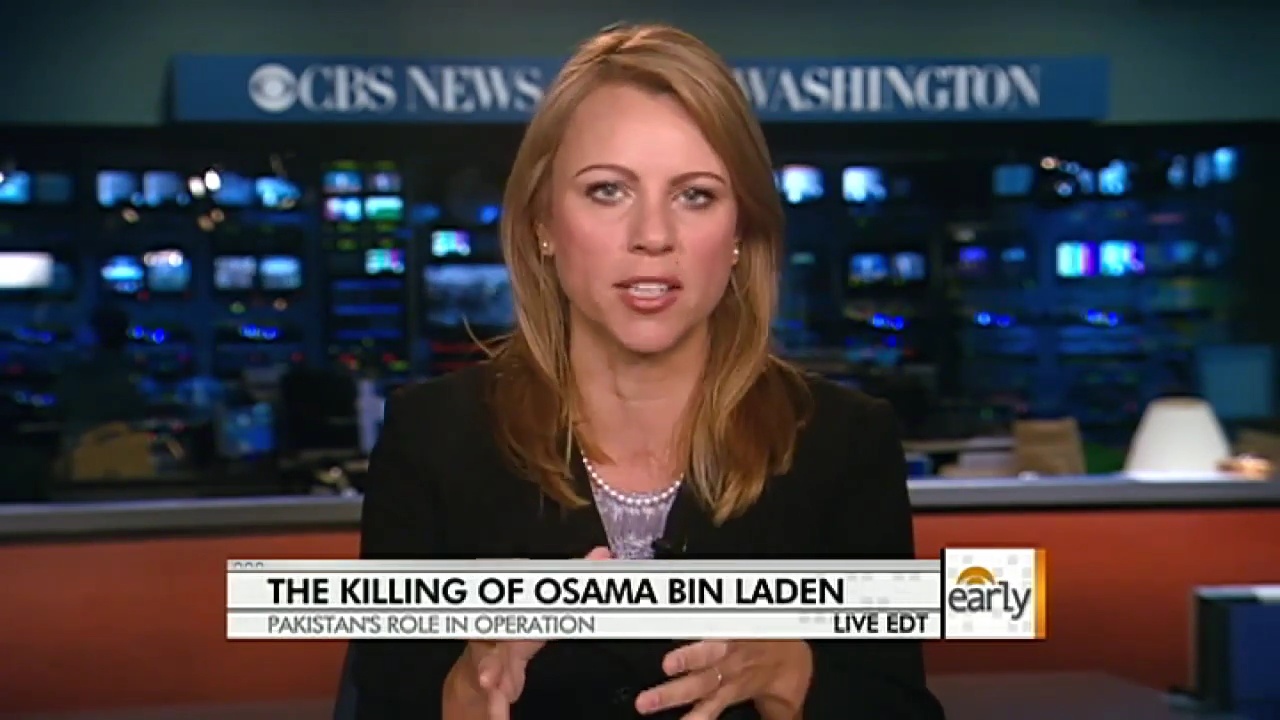 CBS NEWS WASHINGTON
THE KILLING OF OSAMA BIN LADEN
PAKISTAN'S ROLE IN OPERATION
LIVE EDT
early